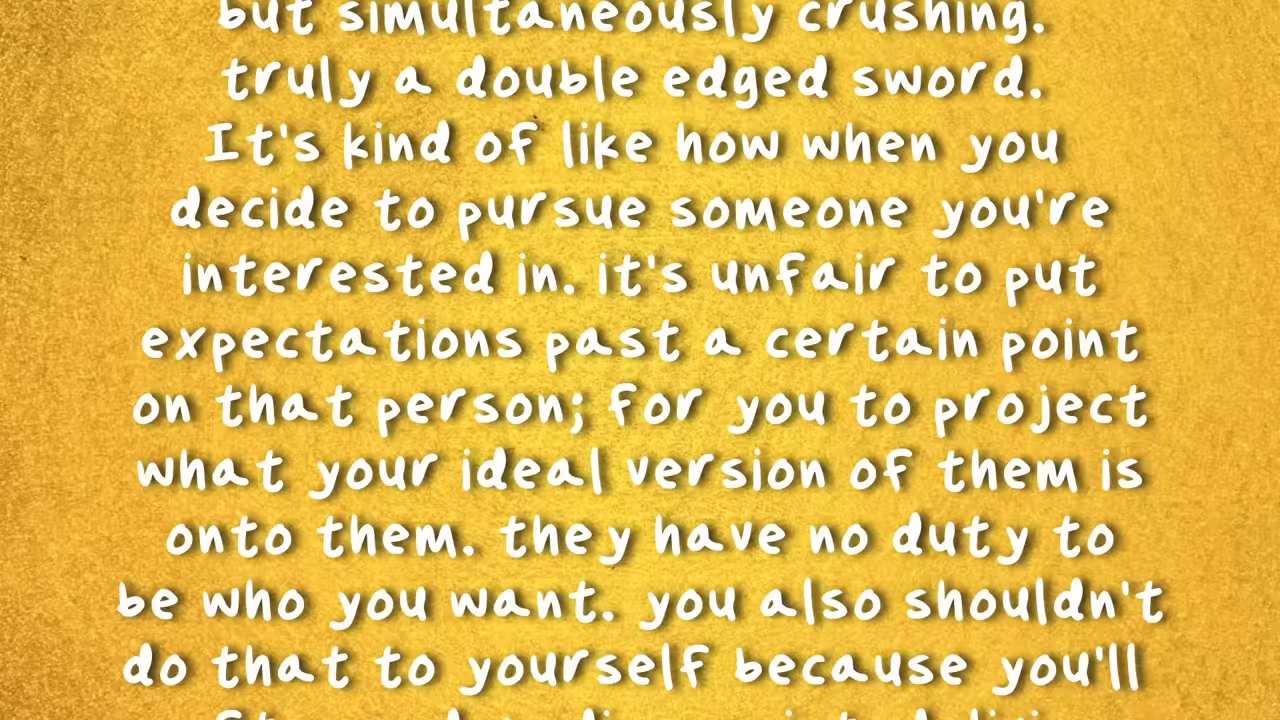 but simultaneously crushing.
truly a double edged sword.
It's kind of like how when you
decide to pursue someone you're
interested in. it's unfair to put
expectations past a certain point
on that person; for you to project
what your ideal version of them is
onto them. they have no duty to
be who you want. you also shouldn't
do that to yourself because you'll